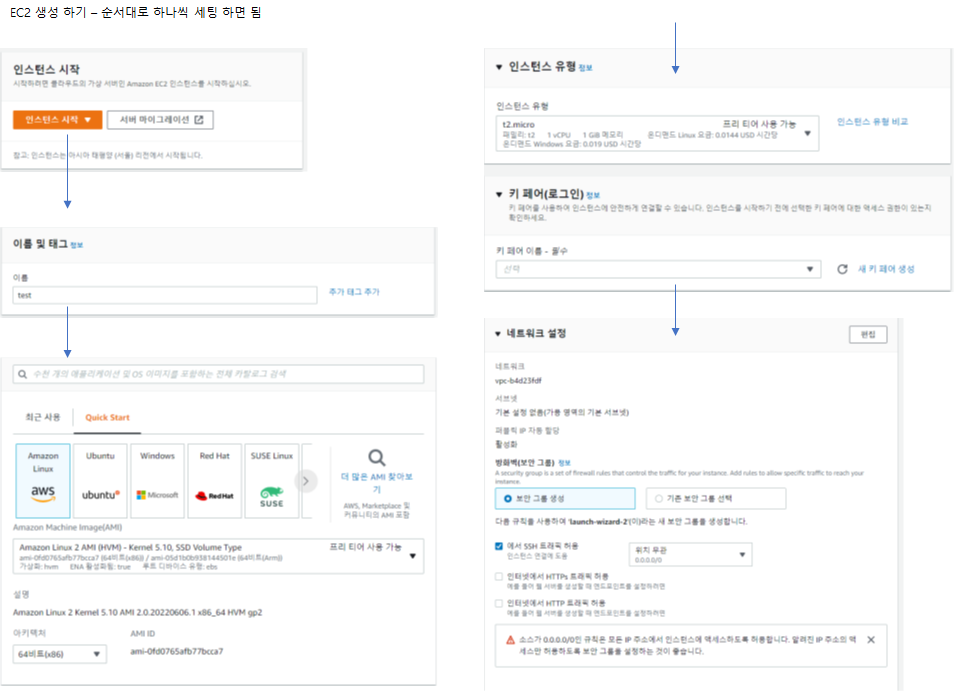 EC2 생성 하기 – 순서대로 하나씩 세팅 하면 됨
인스턴스 시작
시작하려면 클라우드의 가상 서버인 Amazon EC2 인스턴스를 시작하십시오.
인스턴스 시작 ▼
서버 마이그레이션
참고: 인스턴스는 아시아 태평양 (서울) 리전에서 시작됩니다.
이름 및 태그 정보
이름
test
추가 태그 추가
수천 개의 애플리케이션 및 OS 이미지를 포함하는 전체 카탈로그 검색
최근 사용
Quick Start
Amazon Linux
aws
Ubuntu
ubuntu
Windows
Microsoft
Red Hat
Red Hat
SUSE Linux
SUSE
더 많은 AMI 찾아보
기
AWS, Marketplace 및
커뮤니티의 AMI 포함
Amazon Machine Image(AMI)
Amazon Linux 2 AMI (HVM) - Kernel 5.10, SSD Volume Type
프리 티어 사용 가능
ami-0fd0765afb77bcca7 (64비트(x86)) / ami-05d1b0b938144501e (64비트(Arm))
가상화: hvm ENA 활성화됨: true 루트 디바이스 유형: ebs
설명
Amazon Linux 2 Kernel 5.10 AMI 2.0.20220606.1 x86_64 HVM gp2
아키텍처
AMI ID
64비트(x86)
ami-0fd0765afb77bcca7
▼ 인스턴스 유형 정보
인스턴스 유형
t2.micro
프리 티어 사용 가능
패밀리: t2 1 vCPU 1 GiB 메모리 온디맨드 Linux 요금: 0.0144 USD 시간당
온디맨드 Windows 요금: 0.019 USD 시간당
인스턴스 유형 비교
▼ 키 페어(로그인) 정보
키 페어를 사용하여 인스턴스에 안전하게 연결할 수 있습니다. 인스턴스를 시작하기 전에 선택한 키 페어에 대한 액세스 권한이 있는지
확인하세요.
키 페어 이름 - 필수
선택
새 키 페어 생성
▼ 네트워크 설정
편집
네트워크
vpc-b4d23fdf
서브넷
기본 설정 없음(가용 영역의 기본 서브넷)
퍼블릭 IP 자동 할당
활성화
방화벽(보안 그룹) 정보
A security group is a set of firewall rules that control the traffic for your instance. Add rules to allow specific traffic to reach your
instance.
보안 그룹 생성
기존 보안 그룹 선택
다음 규칙을 사용하여 'launch-wizard-2'(이)라는 새 보안 그룹을 생성합니다.
에서 SSH 트래픽 허용
인스턴스 연결에 도움
위치 무관
0.0.0.0/0
인터넷에서 HTTPs 트래픽 허용
예를 들어 웹 서버를 생성할 때 엔드포인트를 설정하려면
인터넷에서 HTTP 트래픽 허용
예를 들어 웹 서버를 생성할 때 엔드포인트를 설정하려면
소스가 0.0.0.0/0인 규칙은 모든 IP 주소에서 인스턴스에 액세스하도록 허용합니다. 알려진 IP 주소의 액
세스만 허용하도록 보안 그룹을 설정하는 것이 좋습니다.